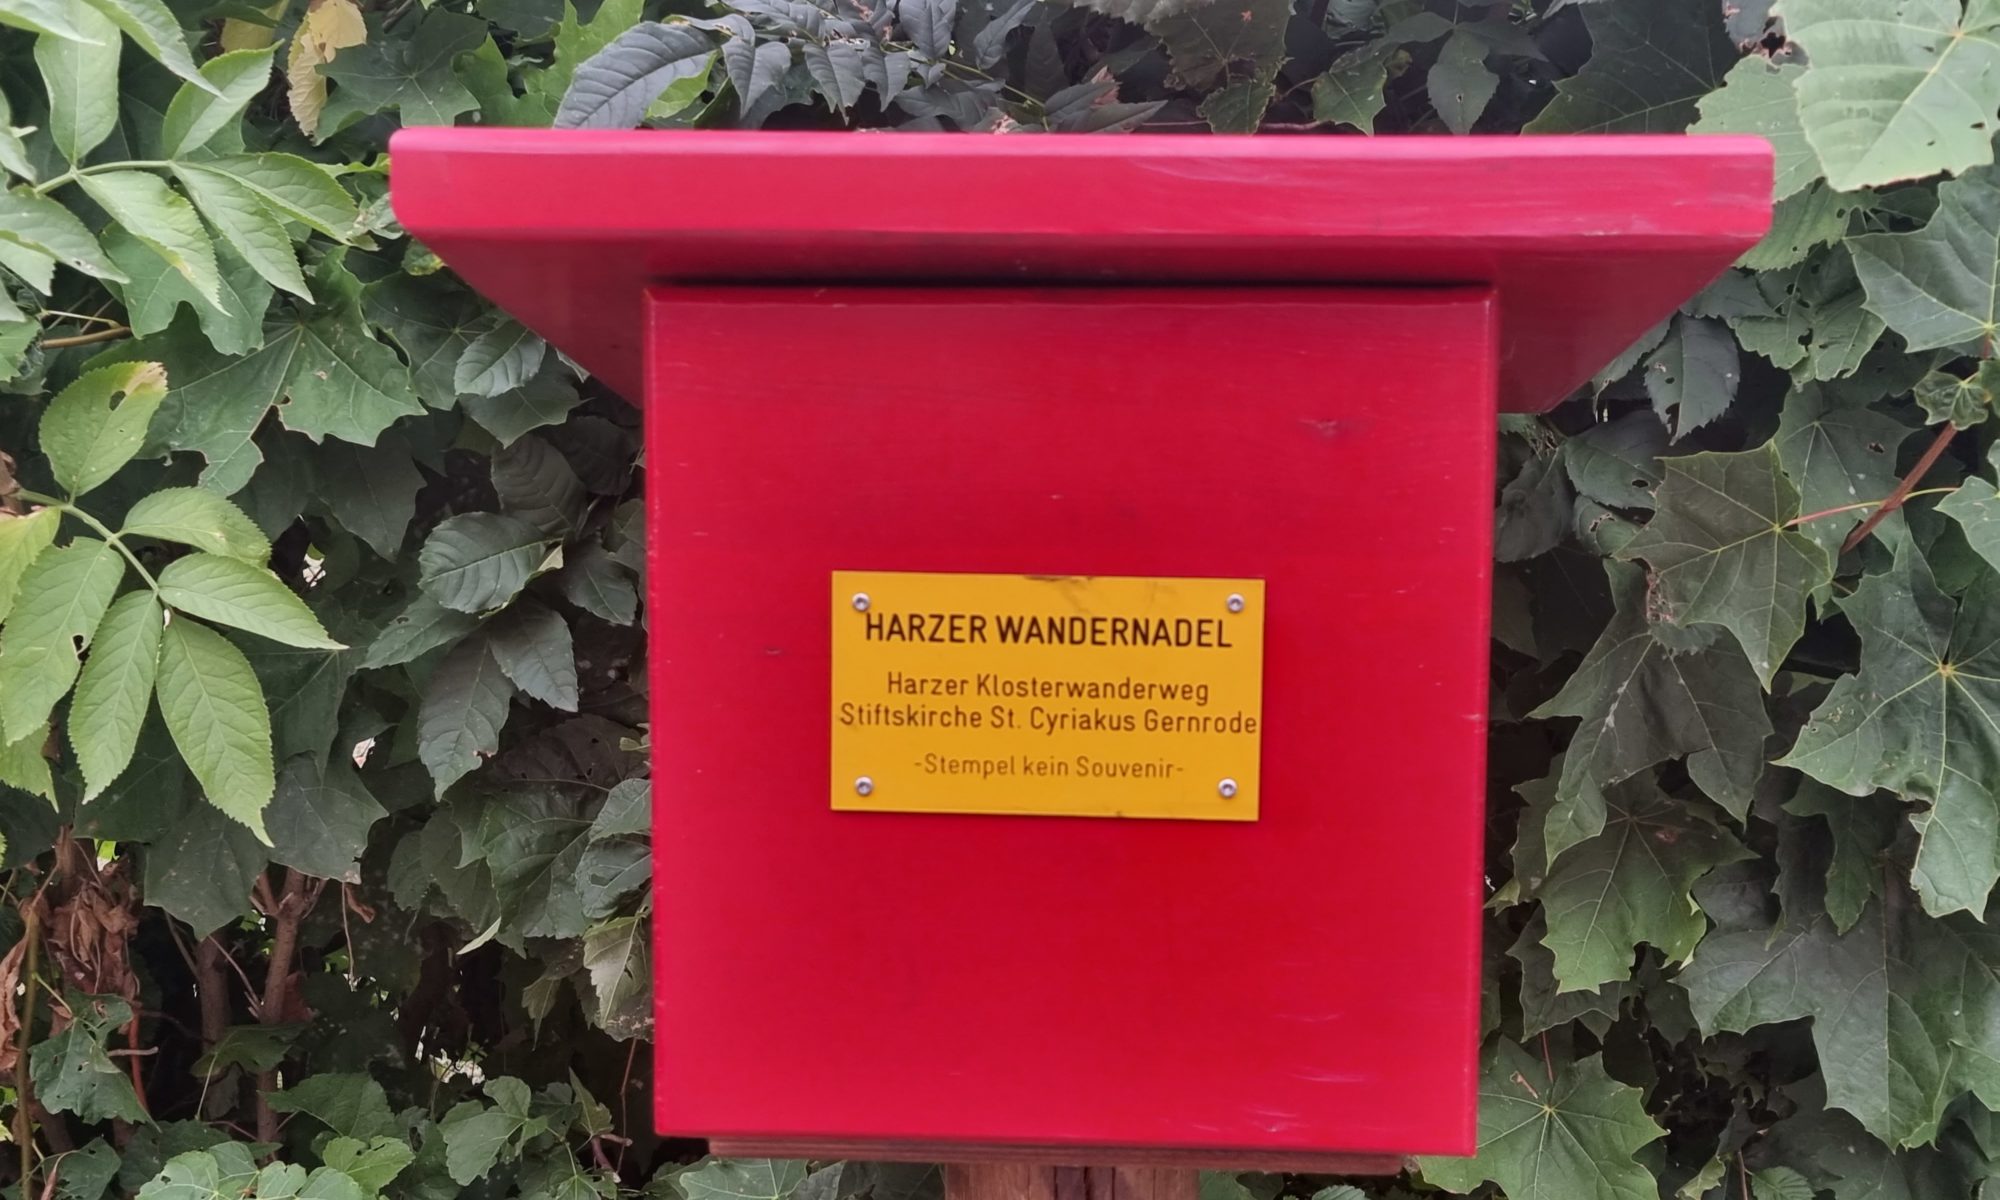 HARZER WANDERNADEL
Harzer Klosterwanderweg
Stiftskirche St. Cyriakus Gernrode
-Stempel kein Souvenir-